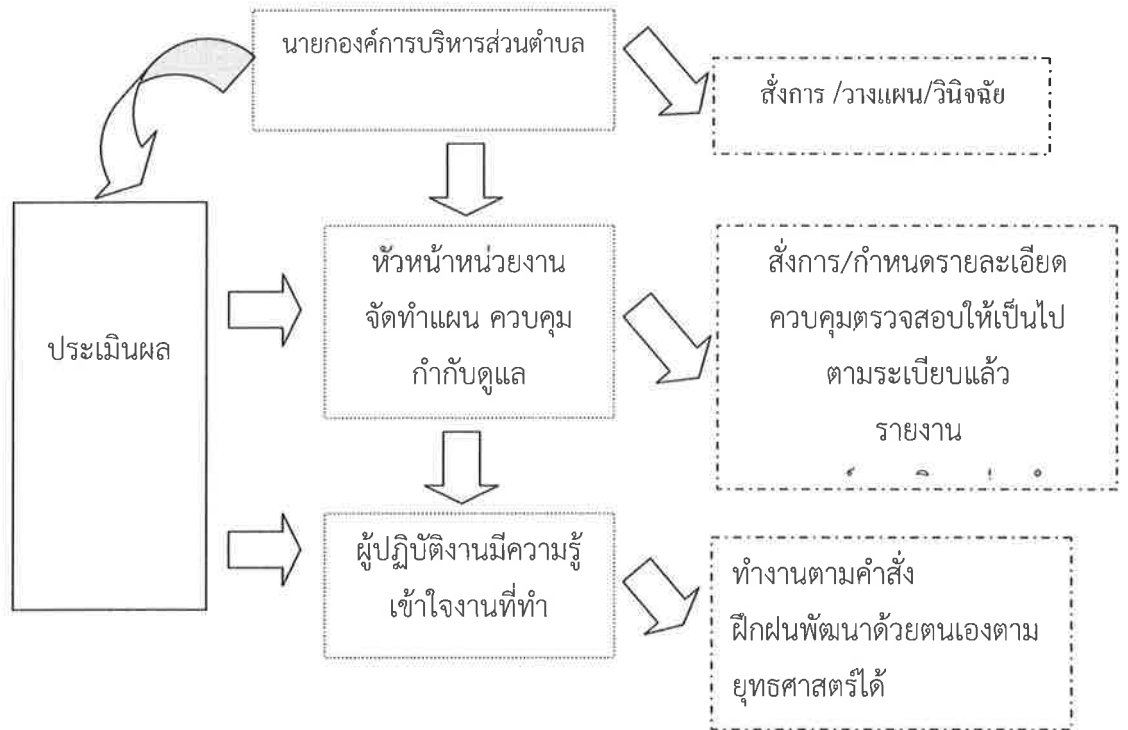 นายกองค์การบริหารส่วนตำบล
สั่งการ /วางแผน/วินิจฉัย
ประเมินผล
หัวหน้าหน่วยงาน
จัดทำแผน ควบคุม
กำกับดูแล
สั่งการ/กำหนดรายละเอียด
ควบคุมตรวจสอบให้เป็นไป
ตามระเบียบแล้ว
รายงาน
ผู้ปฏิบัติงานมีความรู้
เข้าใจงานที่ทำ
ทำงานตามคำสั่ง
ฝึกฝนพัฒนาด้วยตนเองตาม
ยุทธศาสตร์ได้